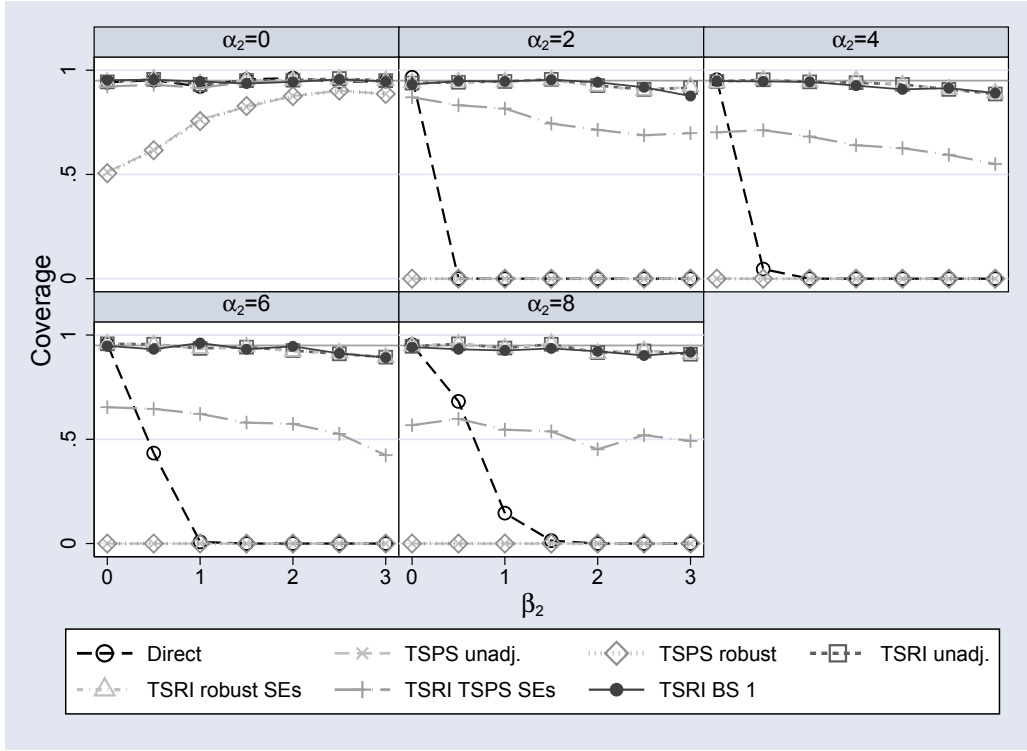 α₂=0
α₂=2
α₂=4
1
.5
0
Coverage
α₂=6
α₂=8
1
.5
0
0 1 2 3
0 1 2 3
β₂
Direct
TSPS unadj.
TSPS robust
TSRI unadj.
TSRI robust SEs
TSRI TSPS SEs
TSRI BS 1